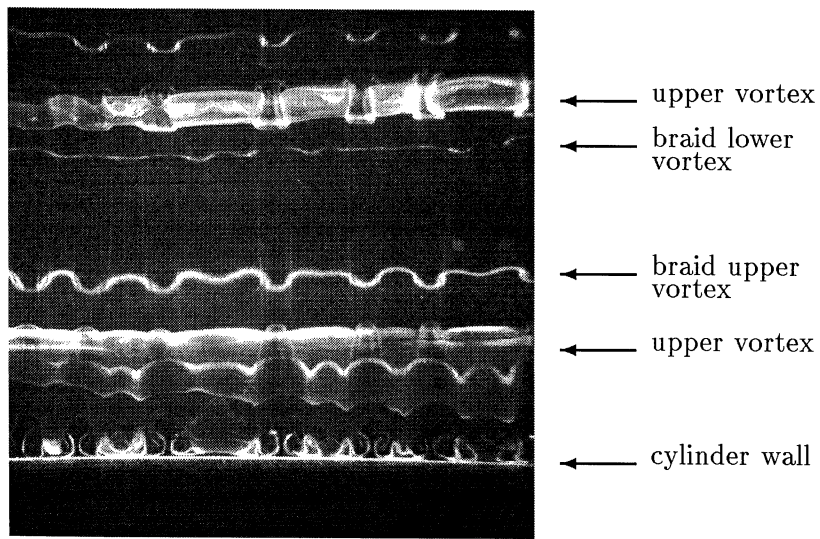 upper vortex
braid lower
vortex
braid upper
vortex
upper vortex
cylinder wall